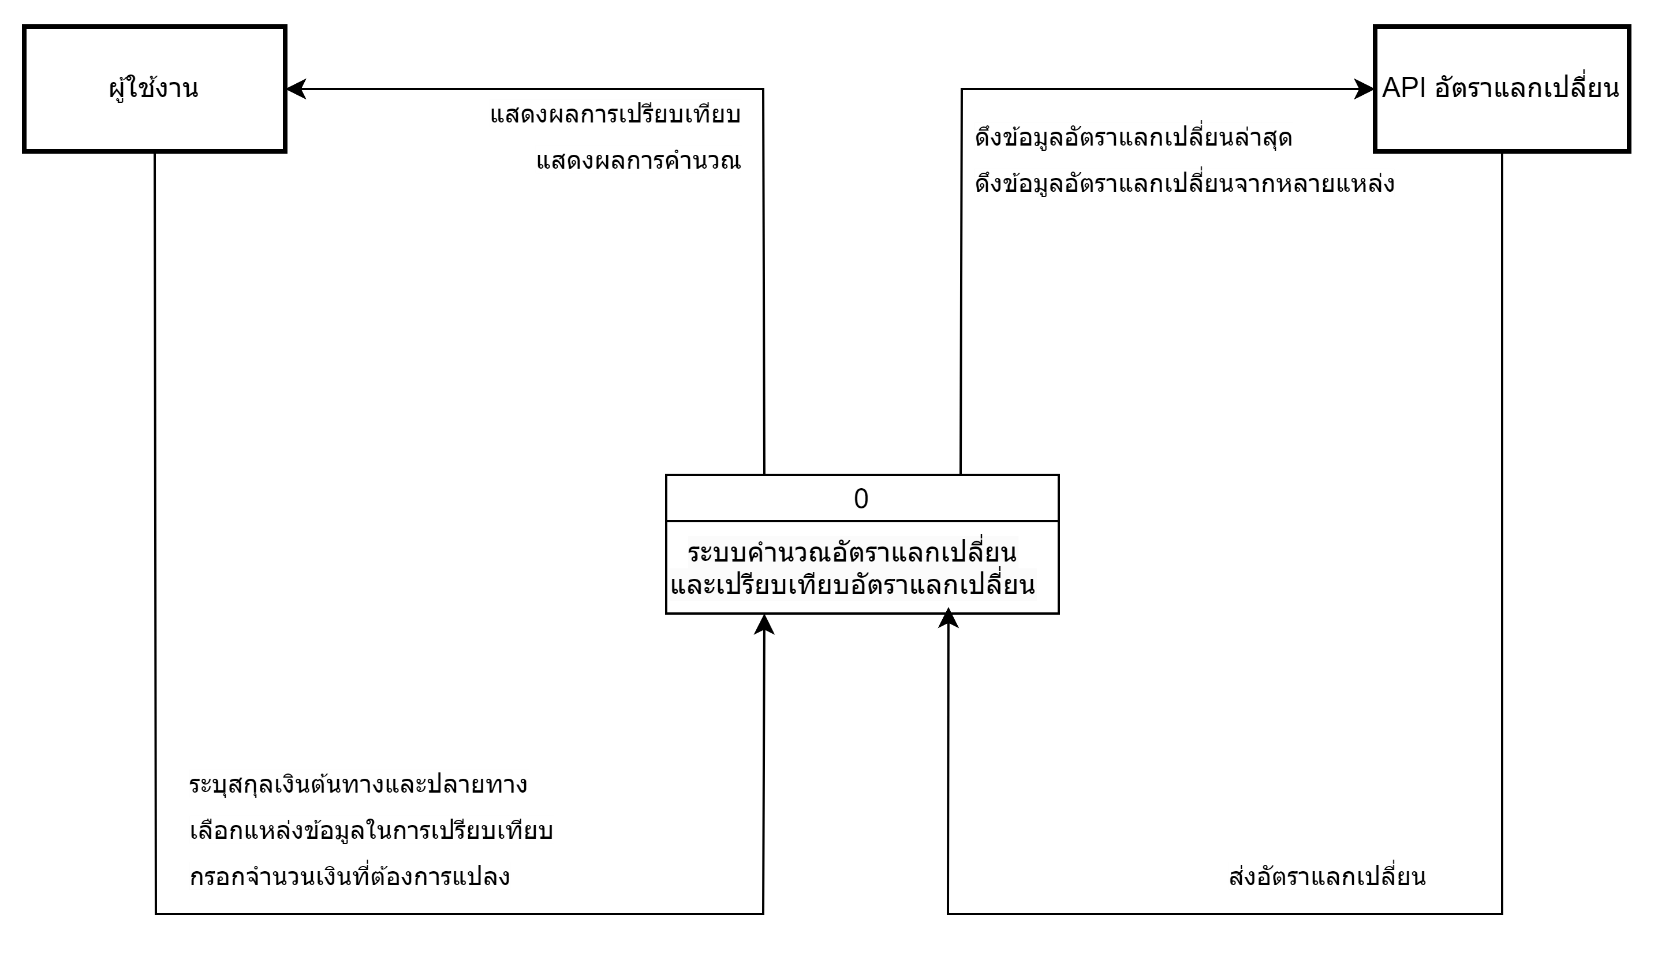 ผู้ใช้งาน
API อัตราแลกเปลี่ยน
แสดงผลการเปรียบเทียบ
แสดงผลการคำนวณ
ดึงข้อมูลอัตราแลกเปลี่ยนล่าสุด
ดึงข้อมูลอัตราแลกเปลี่ยนจากหลายแหล่ง
0
ระบบคำนวณอัตราแลกเปลี่ยน
และเปรียบเทียบอัตราแลกเปลี่ยน
ระบุสกุลเงินต้นทางและปลายทาง
เลือกแหล่งข้อมูลในการเปรียบเทียบ
กรอกจำนวนเงินที่ต้องการแปลง
ส่งอัตราแลกเปลี่ยน